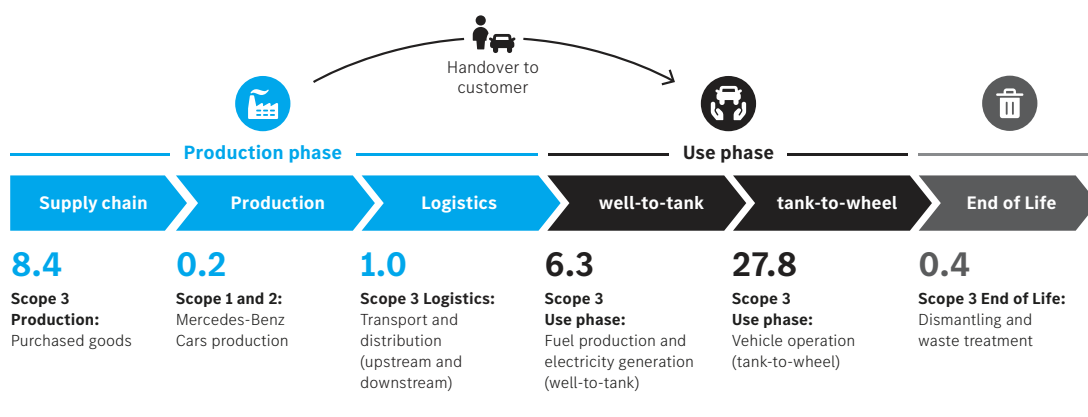 Handover to
customer
Production phase
Use phase
Supply chain
Production
Logistics
well-to-tank
tank-to-wheel
End of Life
8.4
Scope 3
Production:
Purchased goods
0.2
Scope 1 and 2:
Mercedes-Benz
Cars production
1.0
Scope 3 Logistics:
Transport and
distribution
(upstream and
downstream)
6.3
Scope 3
Use phase:
Fuel production and
electricity generation
(well-to-tank)
27.8
Scope 3
Use phase:
Vehicle operation
(tank-to-wheel)
0.4
Scope 3 End of Life:
Dismantling and
waste treatment